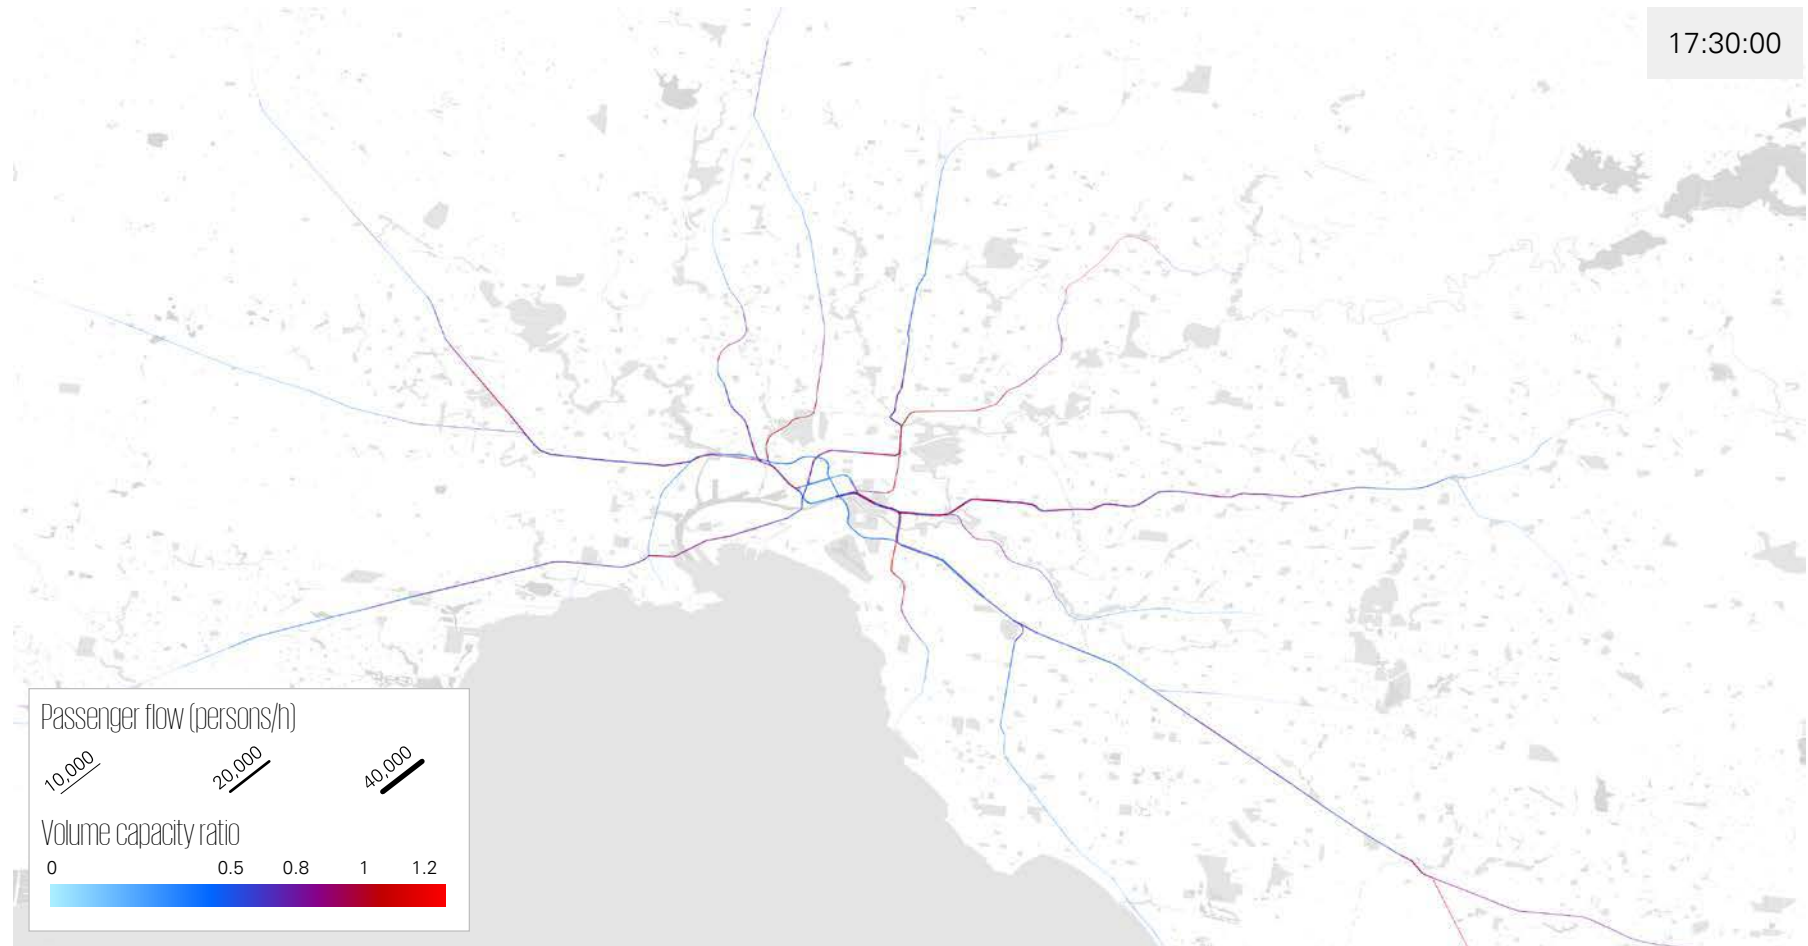 17:30:00
Passenger flow (persons/h)
10,000 20,000 40,000
Volume capacity ratio
0 0.5 0.8 1 1.2